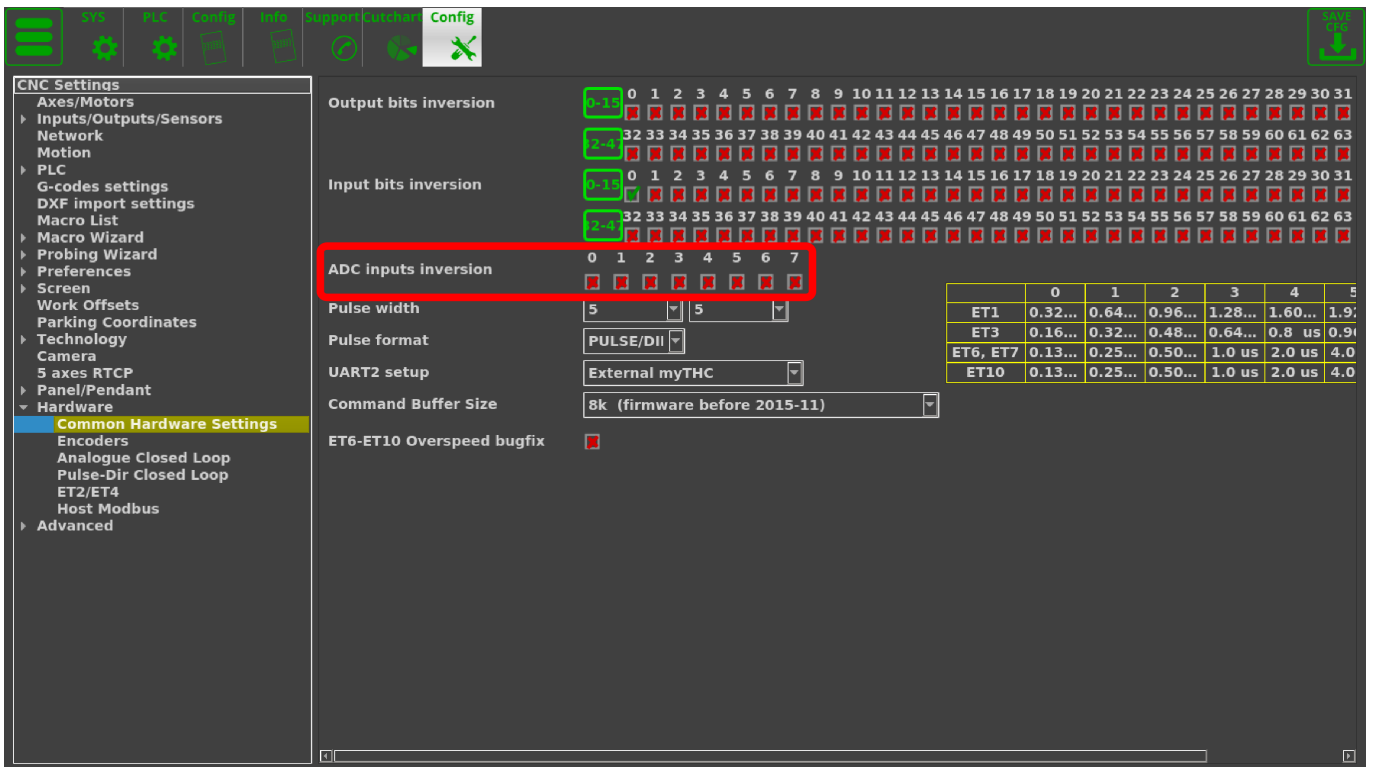 SYS PLC Config Info Support Cutchart Config SAVE CFG
CNC Settings
Axes/Motors
Inputs/Outputs/Sensors
Network
Motion
PLC
G-codes settings
DXF import settings
Macro List
Macro Wizard
Probing Wizard
Preferences
Screen
Work Offsets
Parking Coordinates
Technology
Camera
5 axes RTCP
Panel/Pendant
Hardware
Common Hardware Settings
Encoders
Analogue Closed Loop
Pulse-Dir Closed Loop
ET2/ET4
Host Modbus
Advanced
Output bits inversion 0-15 0 1 2 3 4 5 6 7 8 9 10 11 12 13 14 15 16 17 18 19 20 21 22 23 24 25 26 27 28 29 30 31
32 33 34 35 36 37 38 39 40 41 42 43 44 45 46 47 48 49 50 51 52 53 54 55 56 57 58 59 60 61 62 63
Input bits inversion 0-15 0 1 2 3 4 5 6 7 8 9 10 11 12 13 14 15 16 17 18 19 20 21 22 23 24 25 26 27 28 29 30 31
32 33 34 35 36 37 38 39 40 41 42 43 44 45 46 47 48 49 50 51 52 53 54 55 56 57 58 59 60 61 62 63
ADC inputs inversion 0 1 2 3 4 5 6 7
Pulse width 5 5
Pulse format PULSE/DI
UART2 setup External myTHC
Command Buffer Size 8k (firmware before 2015-11)
ET6-ET10 Overspeed bugfix
0 1 2 3 4 5
ET1 0.32... 0.64... 0.96... 1.28... 1.60... 1.9
ET3 0.16... 0.32... 0.48... 0.64... 0.8 us 0.9
ET6, ET7 0.13... 0.25... 0.50... 1.0 us 2.0 us 4.0
ET10 0.13... 0.25... 0.50... 1.0 us 2.0 us 4.0